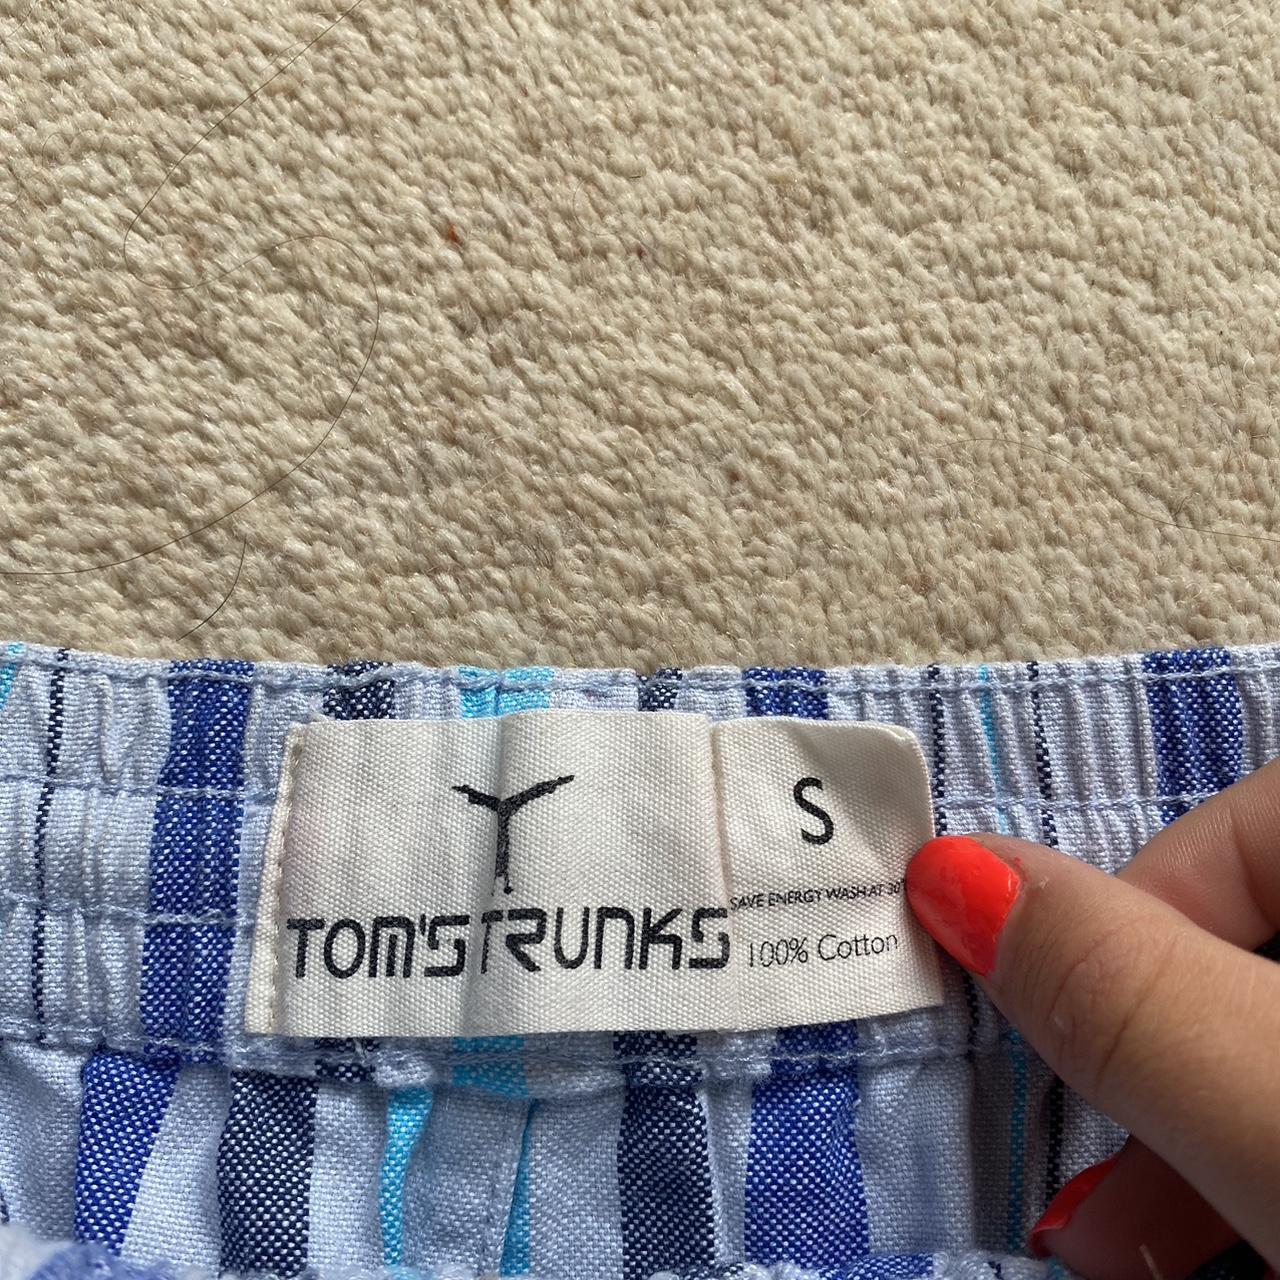 TOM'S TRUNKS
S
SAVE ENERGY WASH AT 30°
100% Cotton